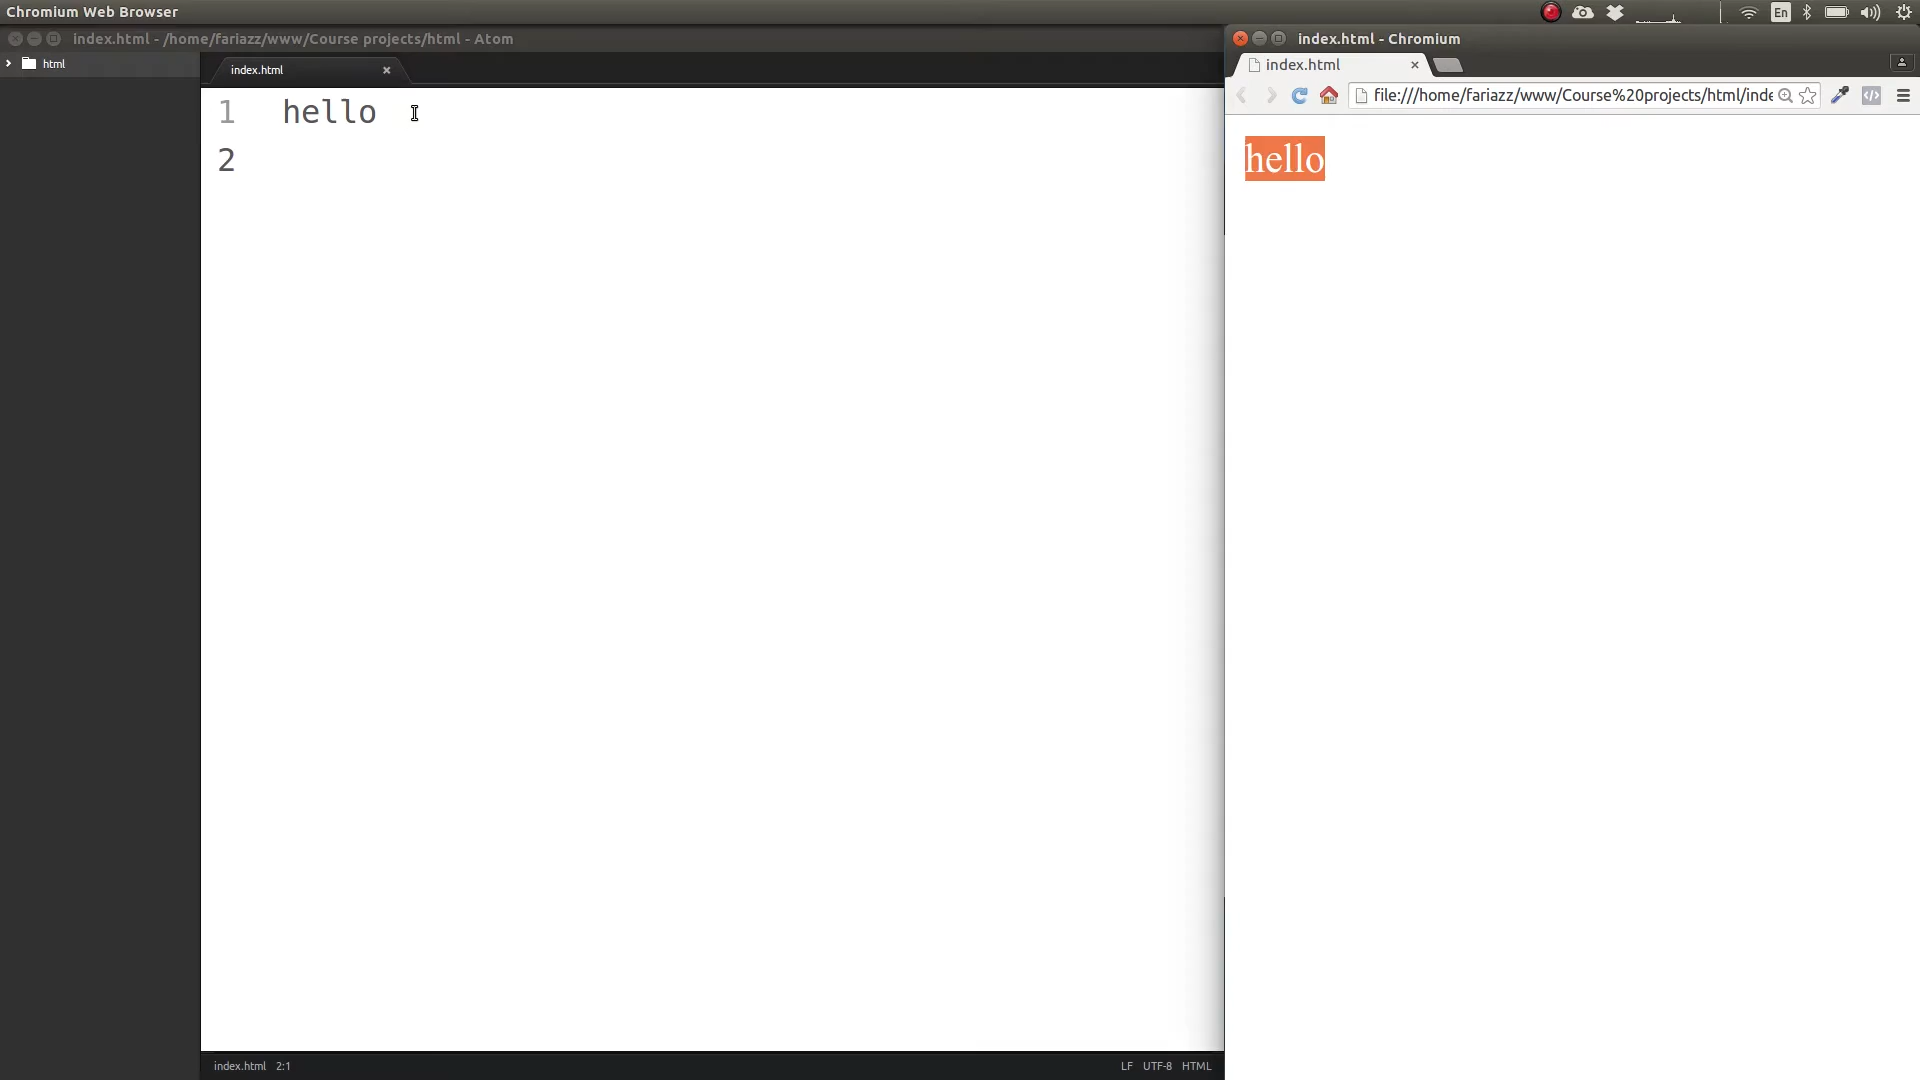 Chromium Web Browser
En
index.html - /home/fariazz/www/Course projects/html - Atom
index.html - Chromium
html
index.html
index.html
file:///home/fariazz/www/Course%20projects/html/inde
1 hello
2
hello
index.html 2:1
LF UTF-8 HTML